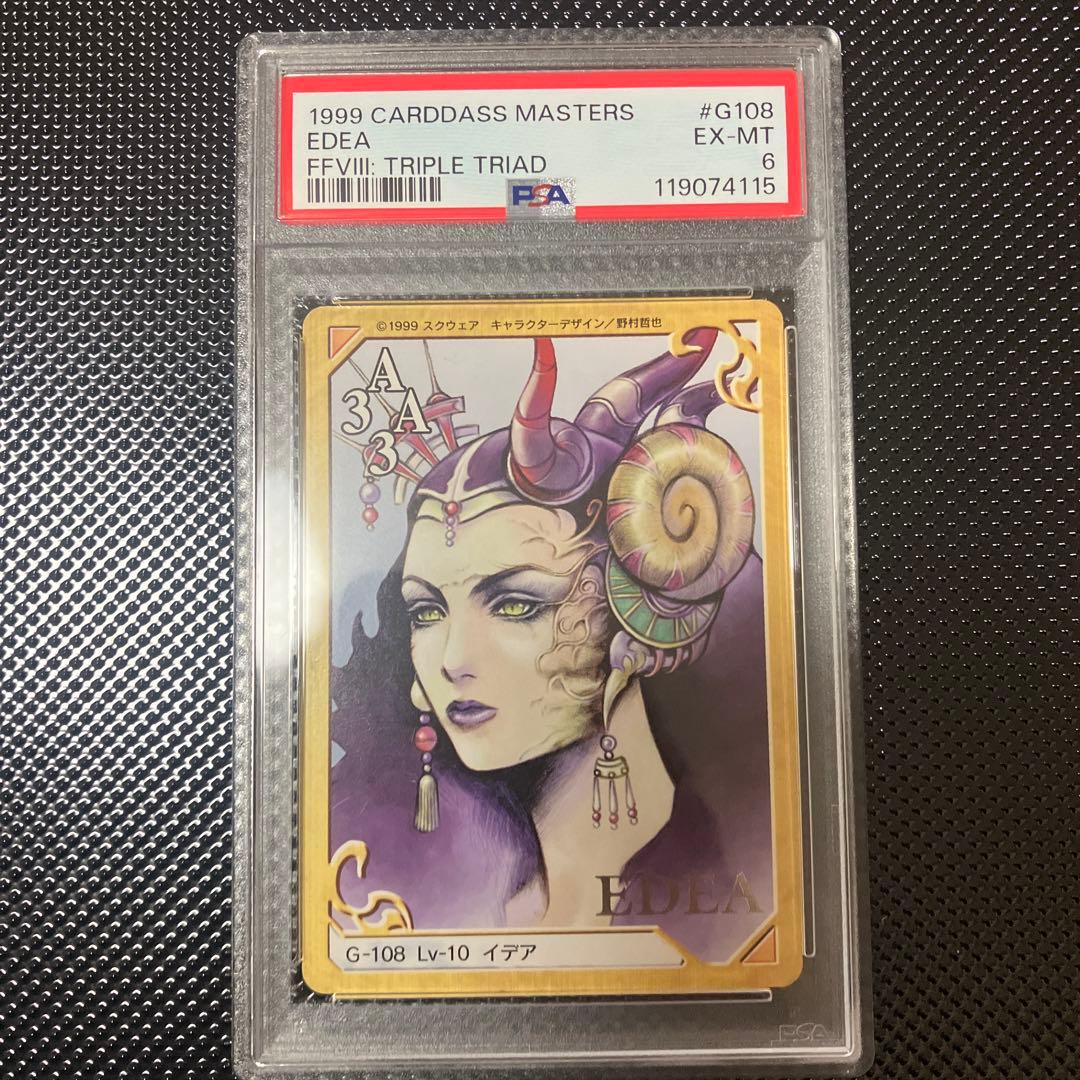 1999 CARDDASS MASTERS #G108
EDEA EX-MT
FFVIII: TRIPLE TRIAD 6
PSA 119074115
©1999 スクウェア キャラクターデザイン／野村哲也
A
3 A
3
EDEA
G-108 Lv-10 イデア
PSA